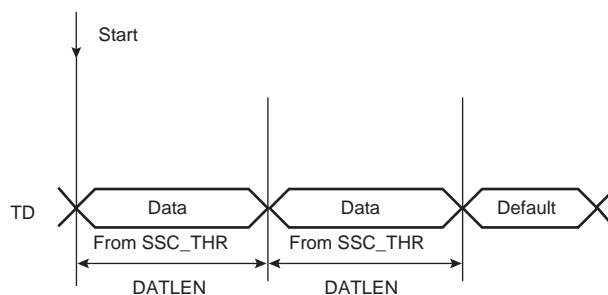 Start
TD
Data
Data
Default
From SSC_THR
From SSC_THR
DATLEN
DATLEN